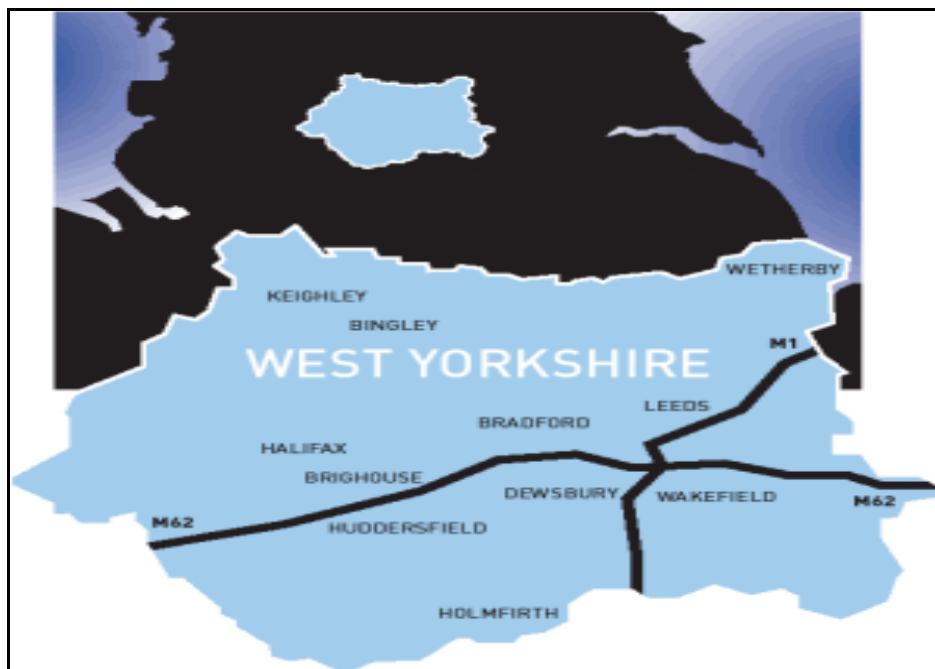 WETHERBY
KEIGHLEY
BINGLEY
M1
WEST YORKSHIRE
LEEDS
BRADFORD
HALIFAX
BRIGHOUSE
DEWSBURY
WAKEFIELD
M62
M62
HUDDERSFIELD
HOLMFIRTH